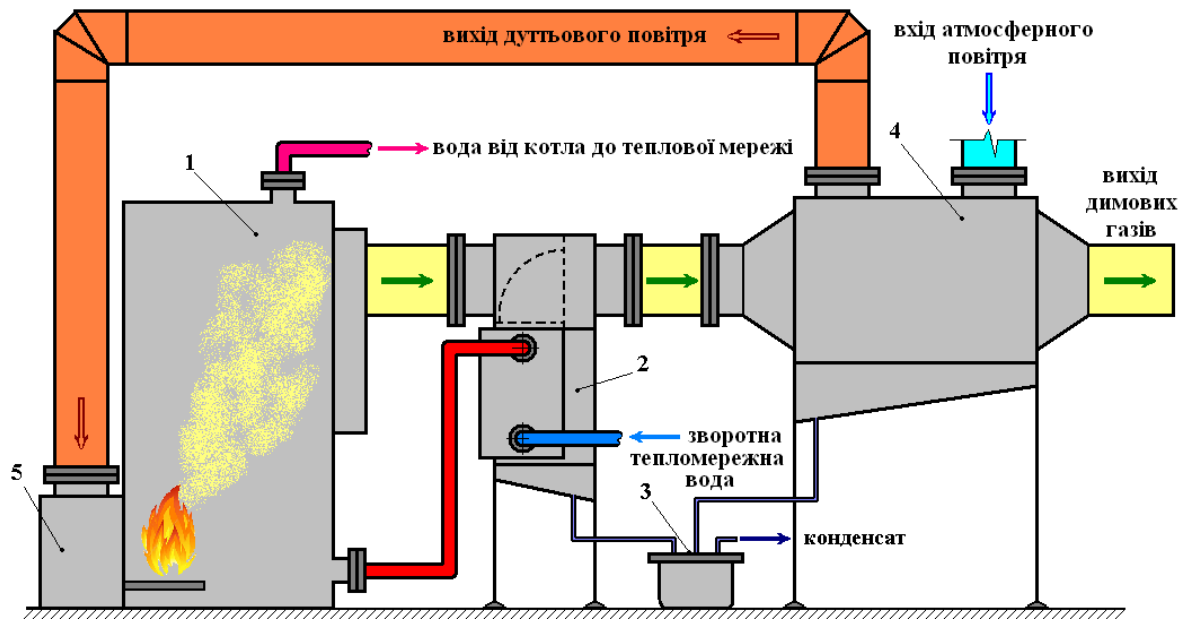 вихід дуттьового повітря
вхід атмосферного
повітря
4
1
вода від котла до теплової мережі
вихід
димових
газів
2
зворотна
тепломережна
вода
5
3
конденсат